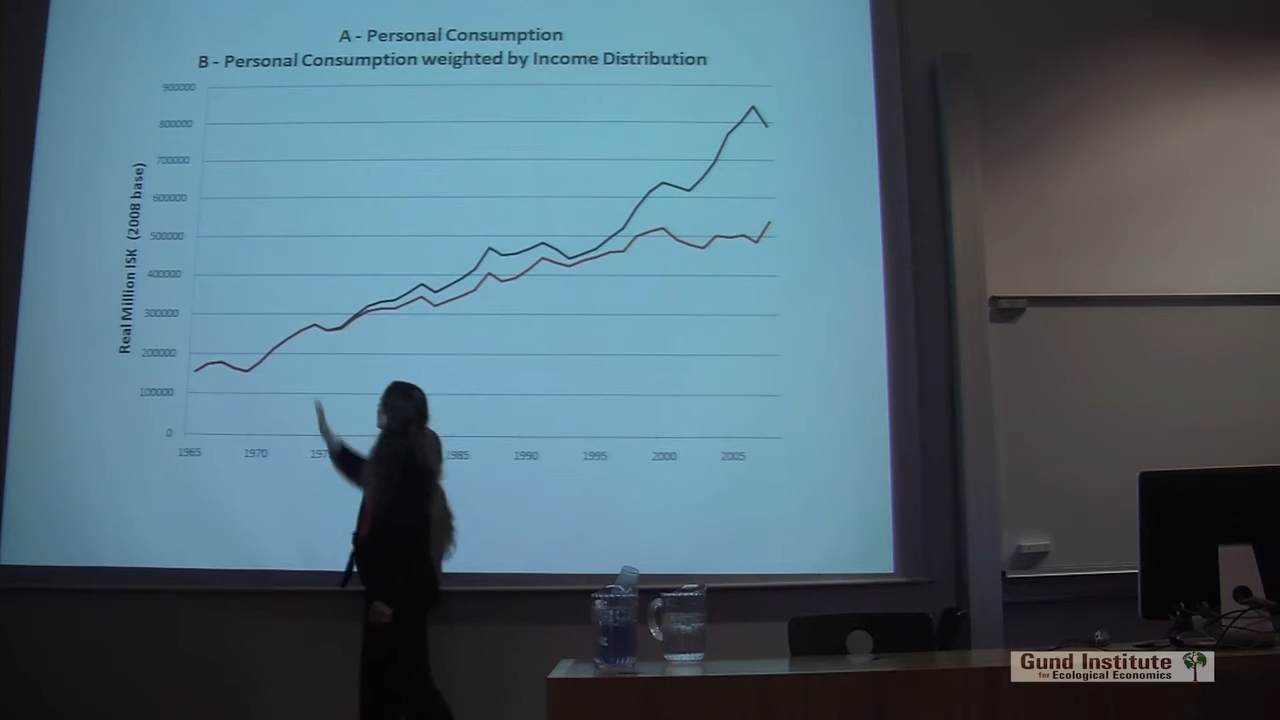 A - Personal Consumption
B - Personal Consumption weighted by Income Distribution
Real Million ISK (2008 base)
900000
800000
700000
600000
500000
400000
300000
200000
100000
0
1965 1970 197 1985 1990 1995 2000 2005
Gund Institute
for Ecological Economics